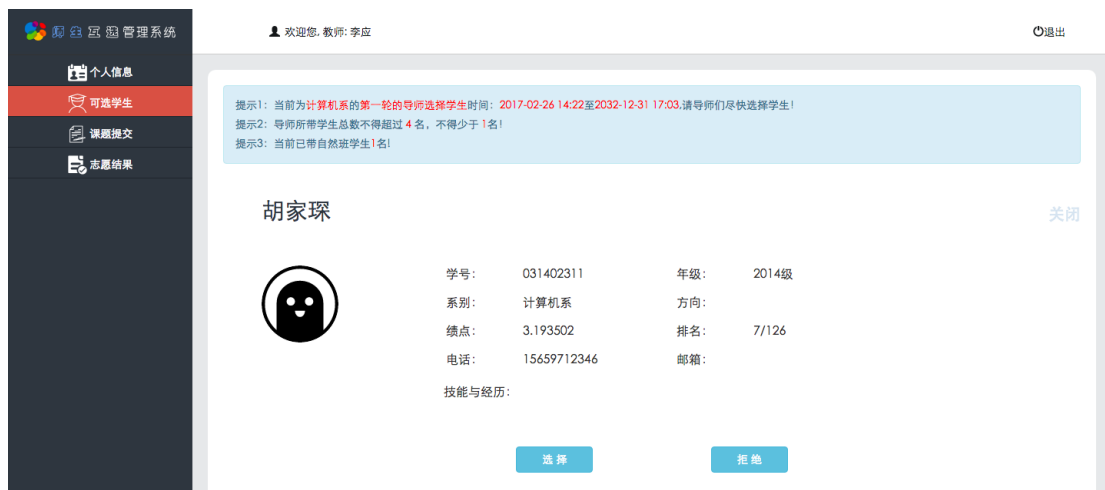 管理系统
欢迎您, 教师: 李应
退出
个人信息
可选学生
课题提交
志愿结果
提示1：当前为计算机系的第一轮的导师选择学生时间：2017-02-26 14:22至2032-12-31 17:03,请导师们尽快选择学生！
提示2：导师所带学生总数不得超过 4 名，不得少于 1名！
提示3：当前已带自然班学生1名!
胡家琛
关闭
学号： 031402311 年级： 2014级
系别： 计算机系 方向：
绩点： 3.193502 排名： 7/126
电话： 15659712346 邮箱：
技能与经历：
选 择 拒 绝